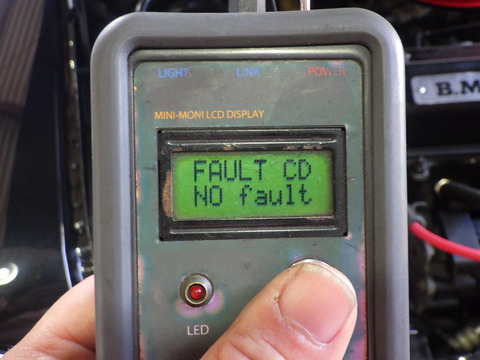 LIGHT LINK POWER
MINI-MONI LCD DISPLAY
FAULT CD
NO fault
LED
B.M